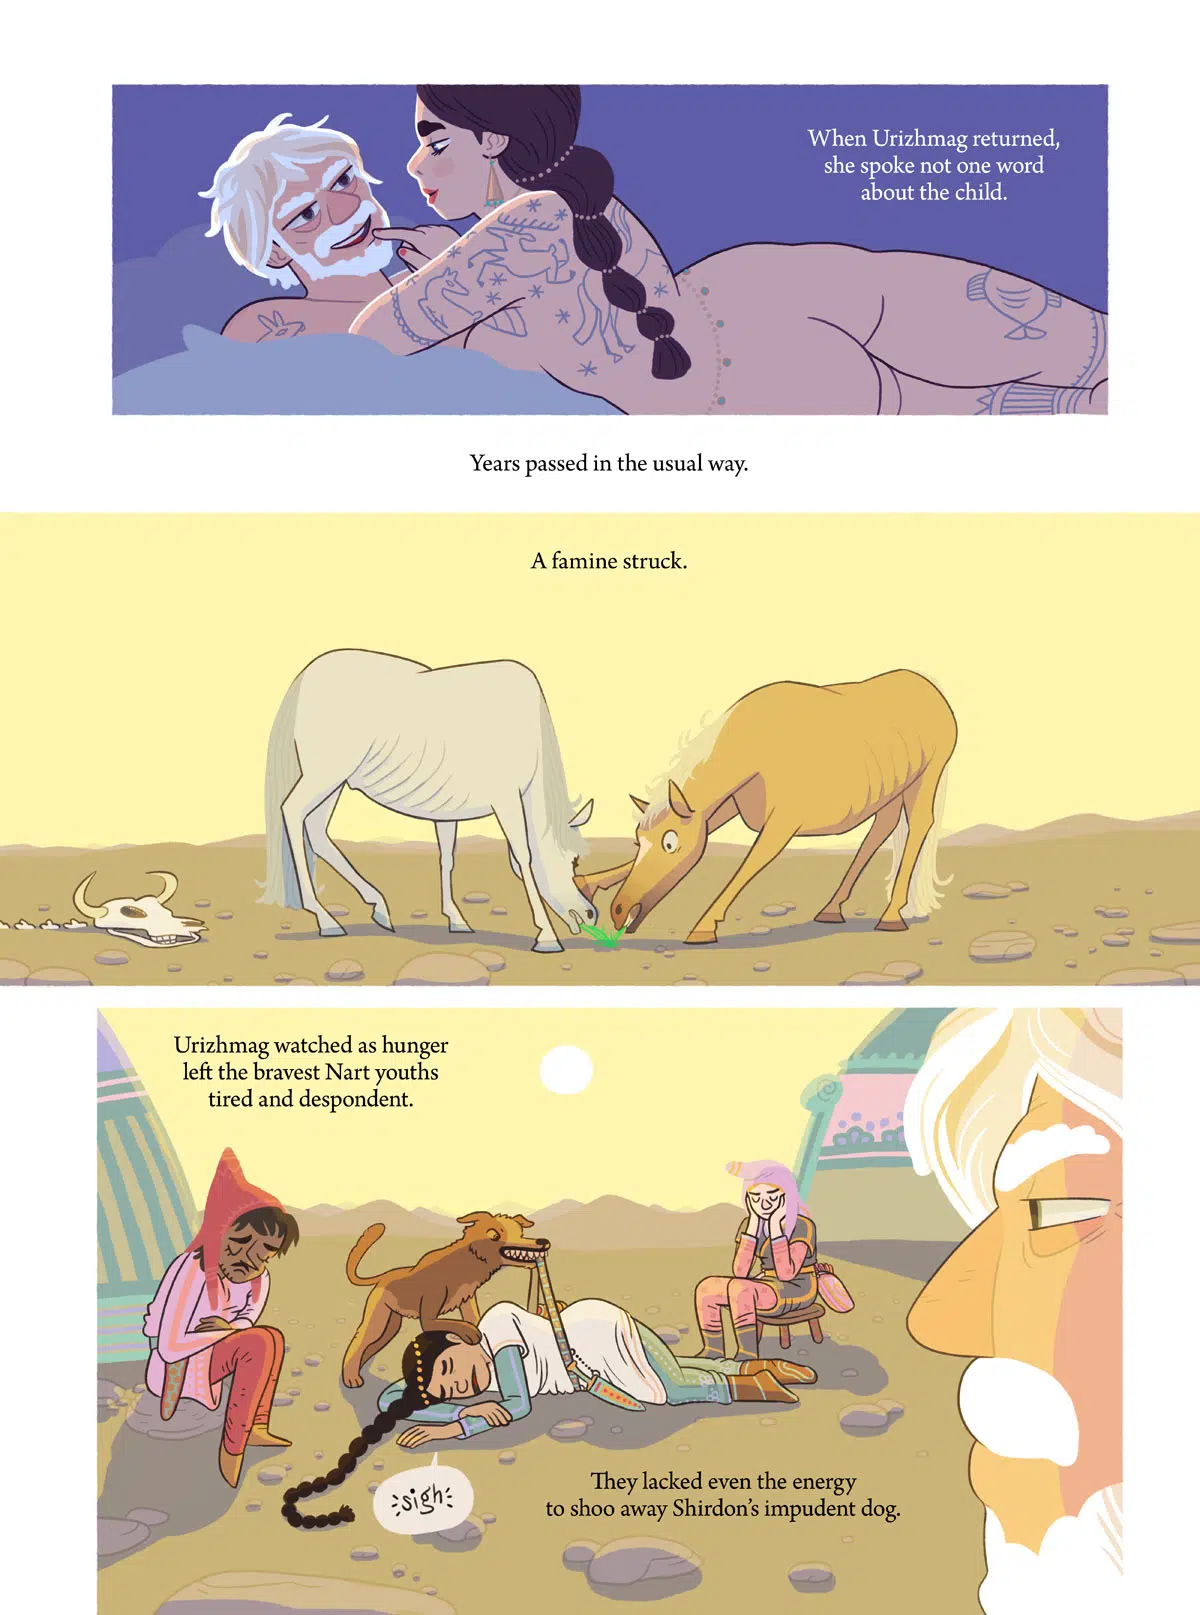 When Urizhmag returned,
she spoke not one word
about the child.
Years passed in the usual way.
A famine struck.
Urizhmag watched as hunger
left the bravest Nart youths
tired and despondent.
sigh
They lacked even the energy
to shoo away Shirdon's impudent dog.